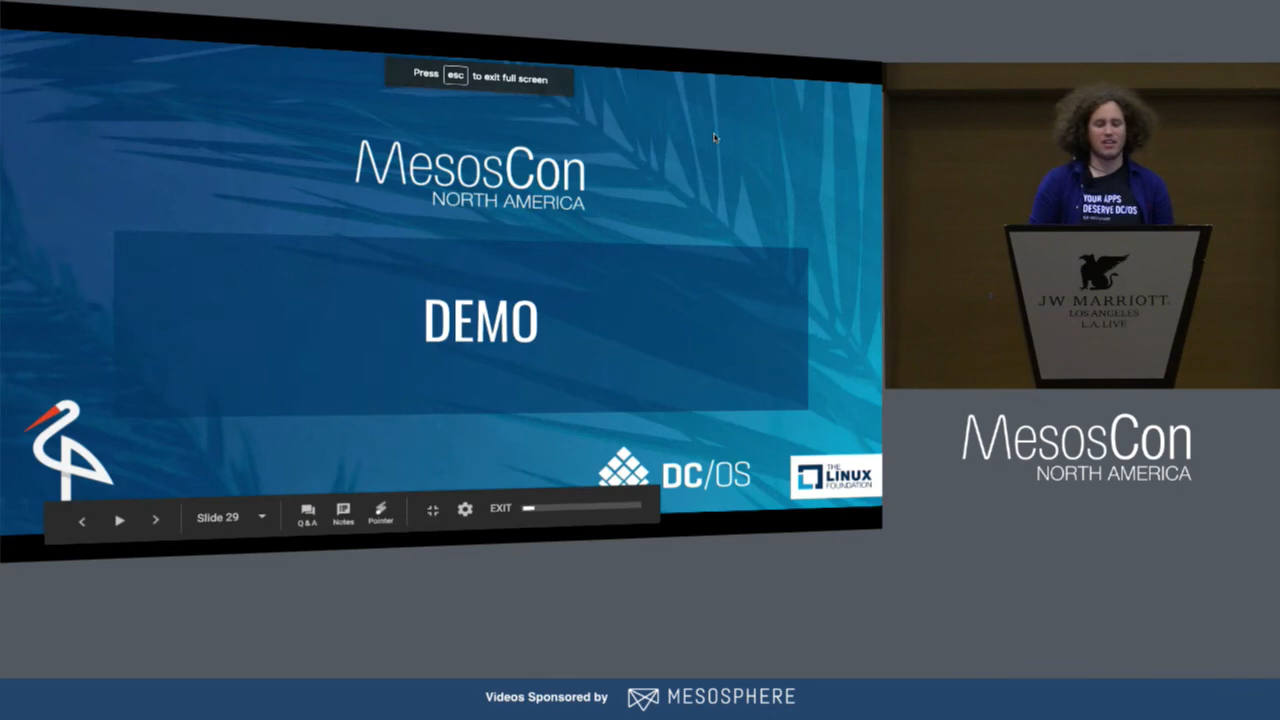 Press esc to exit full screen
MesosCon
NORTH AMERICA
DEMO
DC/OS
THE
LINUX
FOUNDATION
Slide 29
Q&A
Notes
Pointer
EXIT
YOUR APPS
DESERVE DC/OS
JW MARRIOTT
LOS ANGELES
L.A. LIVE
MesosCon
NORTH AMERICA
Videos Sponsored by MESOSPHERE